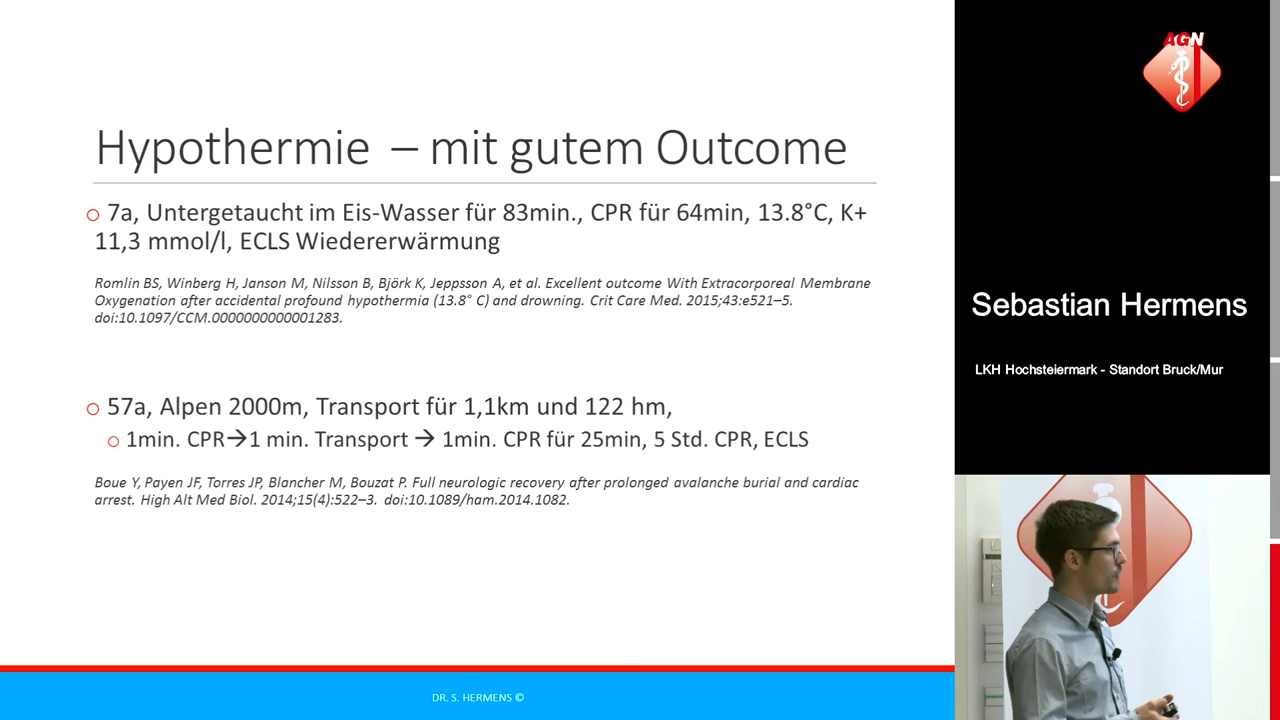 Hypothermie – mit gutem Outcome
o 7a, Untergetaucht im Eis-Wasser für 83min., CPR für 64min, 13.8°C, K+
11,3 mmol/l, ECLS Wiedererwärmung
Romlin BS, Winberg H, Janson M, Nilsson B, Björk K, Jeppsson A, et al. Excellent outcome With Extracorporeal Membrane
Oxygenation after accidental profound hypothermia (13.8° C) and drowning. Crit Care Med. 2015;43:e521–5.
doi:10.1097/CCM.0000000000001283.
o 57a, Alpen 2000m, Transport für 1,1km und 122 hm,
o 1min. CPR→1 min. Transport → 1min. CPR für 25min, 5 Std. CPR, ECLS
Boue Y, Payen JF, Torres JP, Blancher M, Bouzat P. Full neurologic recovery after prolonged avalanche burial and cardiac
arrest. High Alt Med Biol. 2014;15(4):522–3. doi:10.1089/ham.2014.1082.
DR. S. HERMENS ©
AGN
Sebastian Hermens
LKH Hochsteiermark - Standort Bruck/Mur